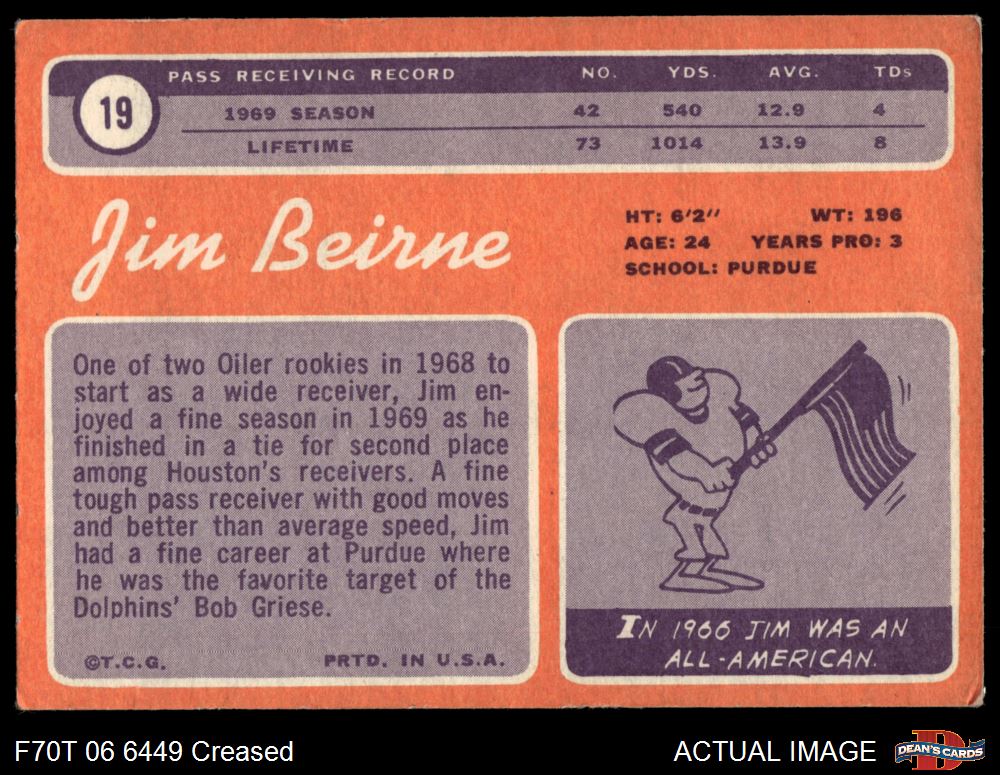 19
PASS RECEIVING RECORD NO. YDS. AVG. TDs
1969 SEASON 42 540 12.9 4
LIFETIME 73 1014 13.9 8
Jim Beirne
HT: 6'2" WT: 196
AGE: 24 YEARS PRO: 3
SCHOOL: PURDUE
One of two Oiler rookies in 1968 to
start as a wide receiver, Jim en-
joyed a fine season in 1969 as he
finished in a tie for second place
among Houston's receivers. A fine
tough pass receiver with good moves
and better than average speed, Jim
had a fine career at Purdue where
he was the favorite target of the
Dolphins' Bob Griese.
©T.C.G. PRTD. IN U.S.A.
IN 1966 JIM WAS AN
ALL-AMERICAN.
F70T 06 6449 Creased
ACTUAL IMAGE
D
DEAN'S CARDS